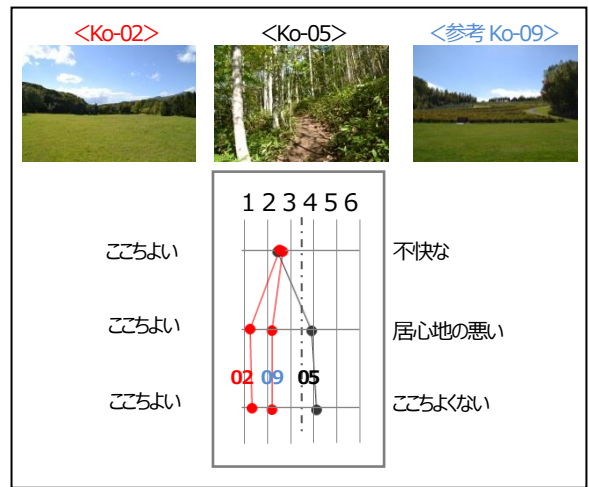 <Ko-02> <Ko-05> <参考 Ko-09>
1 2 3 4 5 6
ここちよい 不快な
ここちよい 居心地の悪い
02 09 05
ここちよい ここちよくない